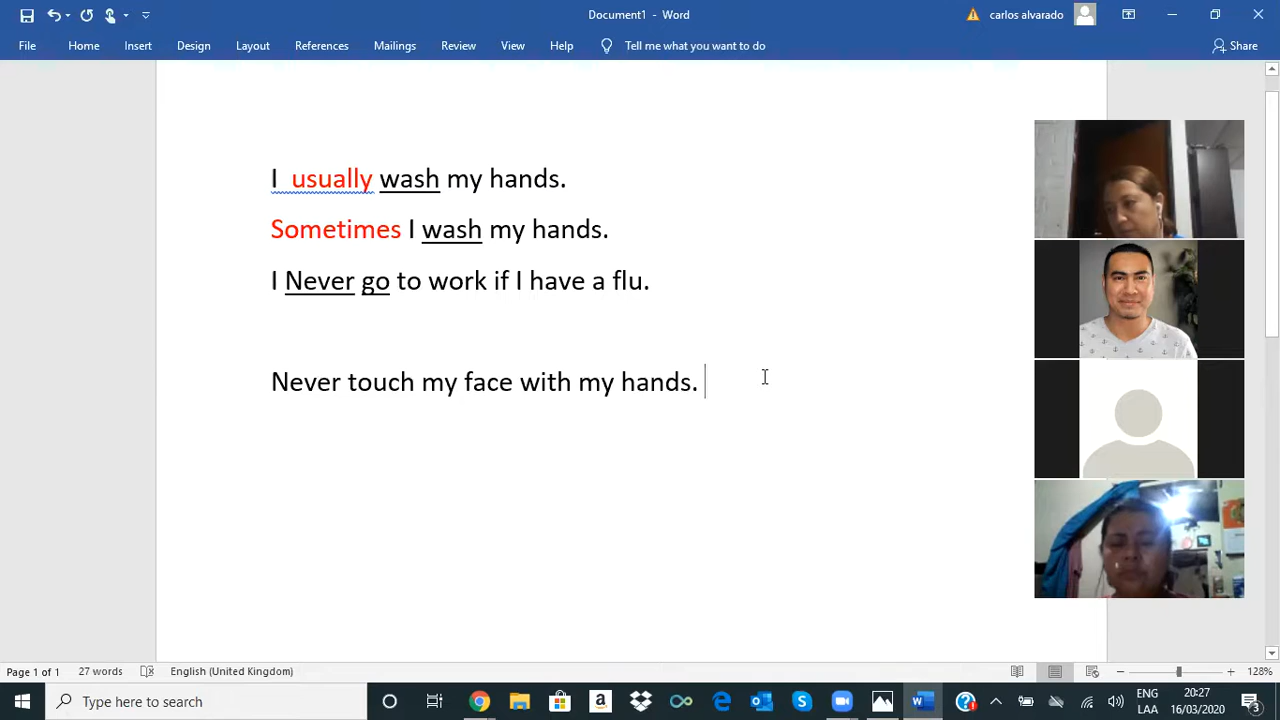 Document1 - Word
carlos alvarado
File Home Insert Design Layout References Mailings Review View Help Tell me what you want to do Share
I usually wash my hands.
Sometimes I wash my hands.
I Never go to work if I have a flu.
Never touch my face with my hands.
Page 1 of 1 27 words English (United Kingdom) 128%
Type here to search
ENG 20:27
LAA 16/03/2020 3